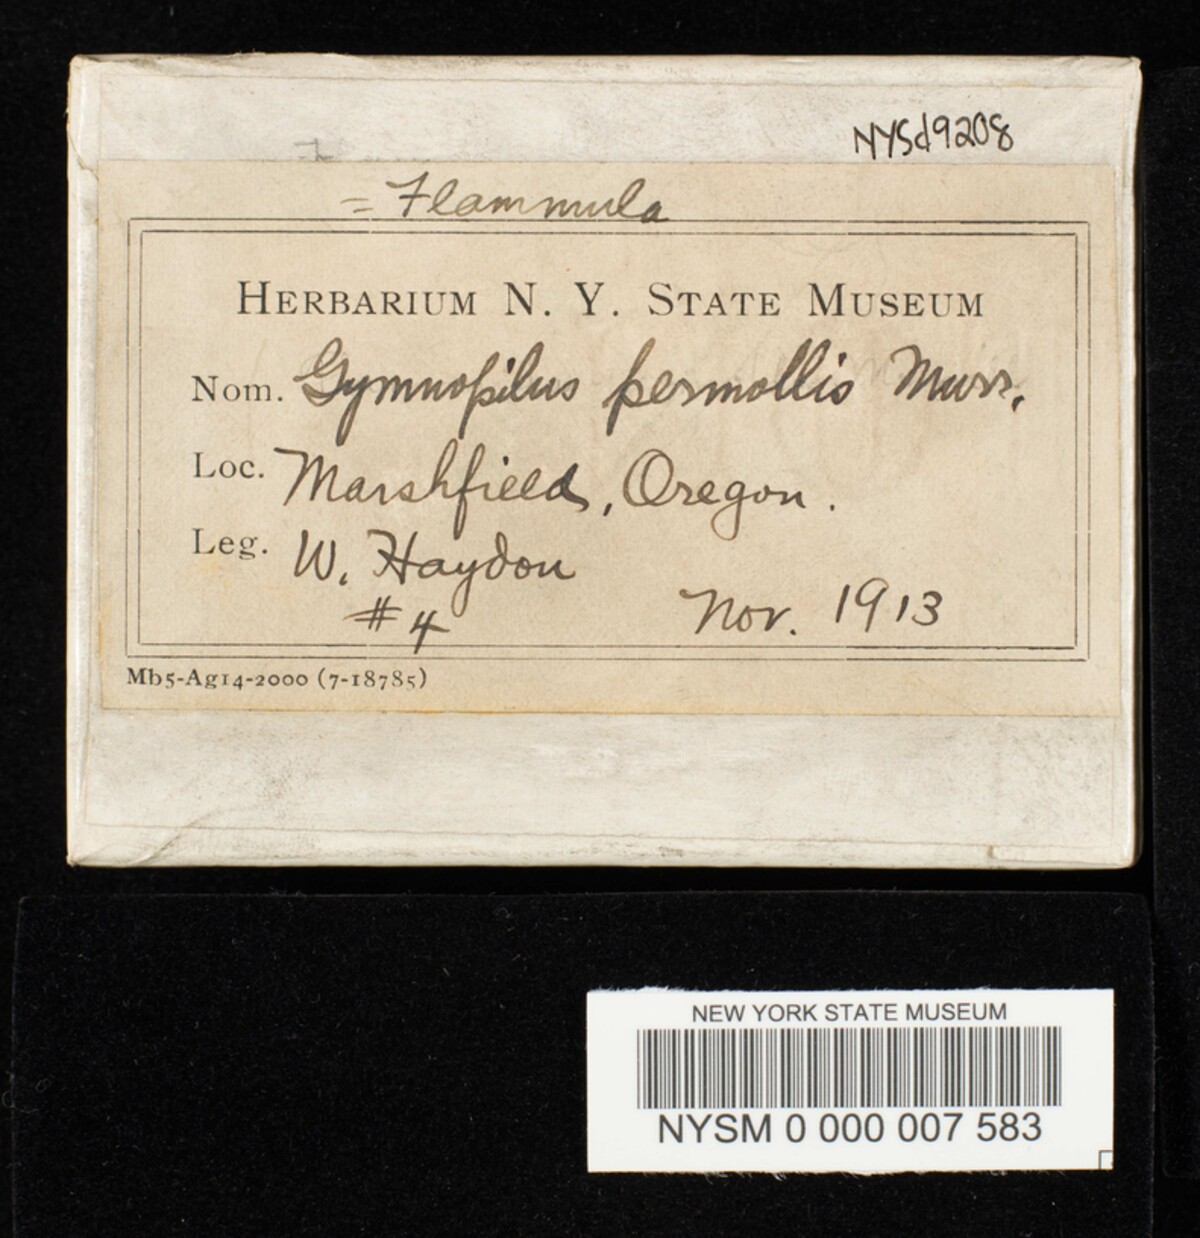 NYSd9208
= Flammula
HERBARIUM N. Y. STATE MUSEUM
Nom. Gymnopilus permollis Murr.
Loc. Marshfield, Oregon.
Leg. W. Haydon
#4 Nov. 1913
Mb5-Ag14-2000 (7-18785)
NEW YORK STATE MUSEUM
NYSM 0 000 007 583